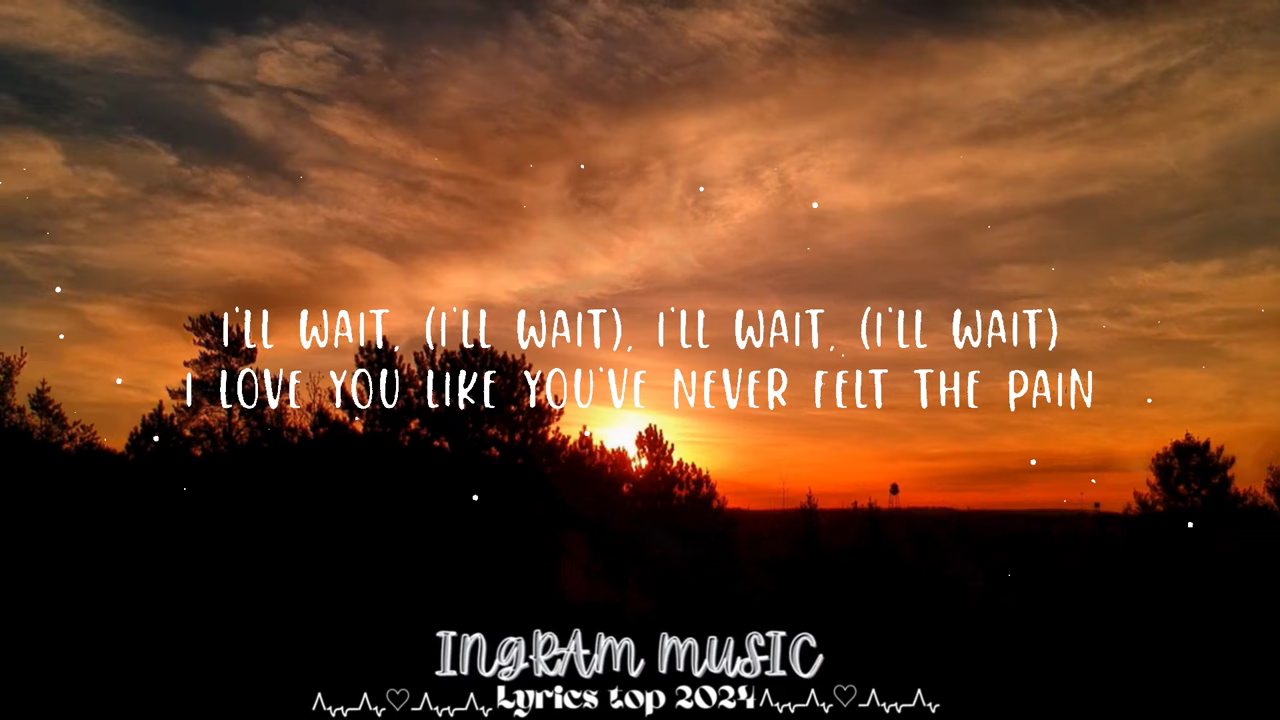 I'LL WAIT, (I'LL WAIT), I'LL WAIT, (I'LL WAIT)
I LOVE YOU LIKE YOU'VE NEVER FELT THE PAIN
INGRAM MUSIC
Lyrics top 2024